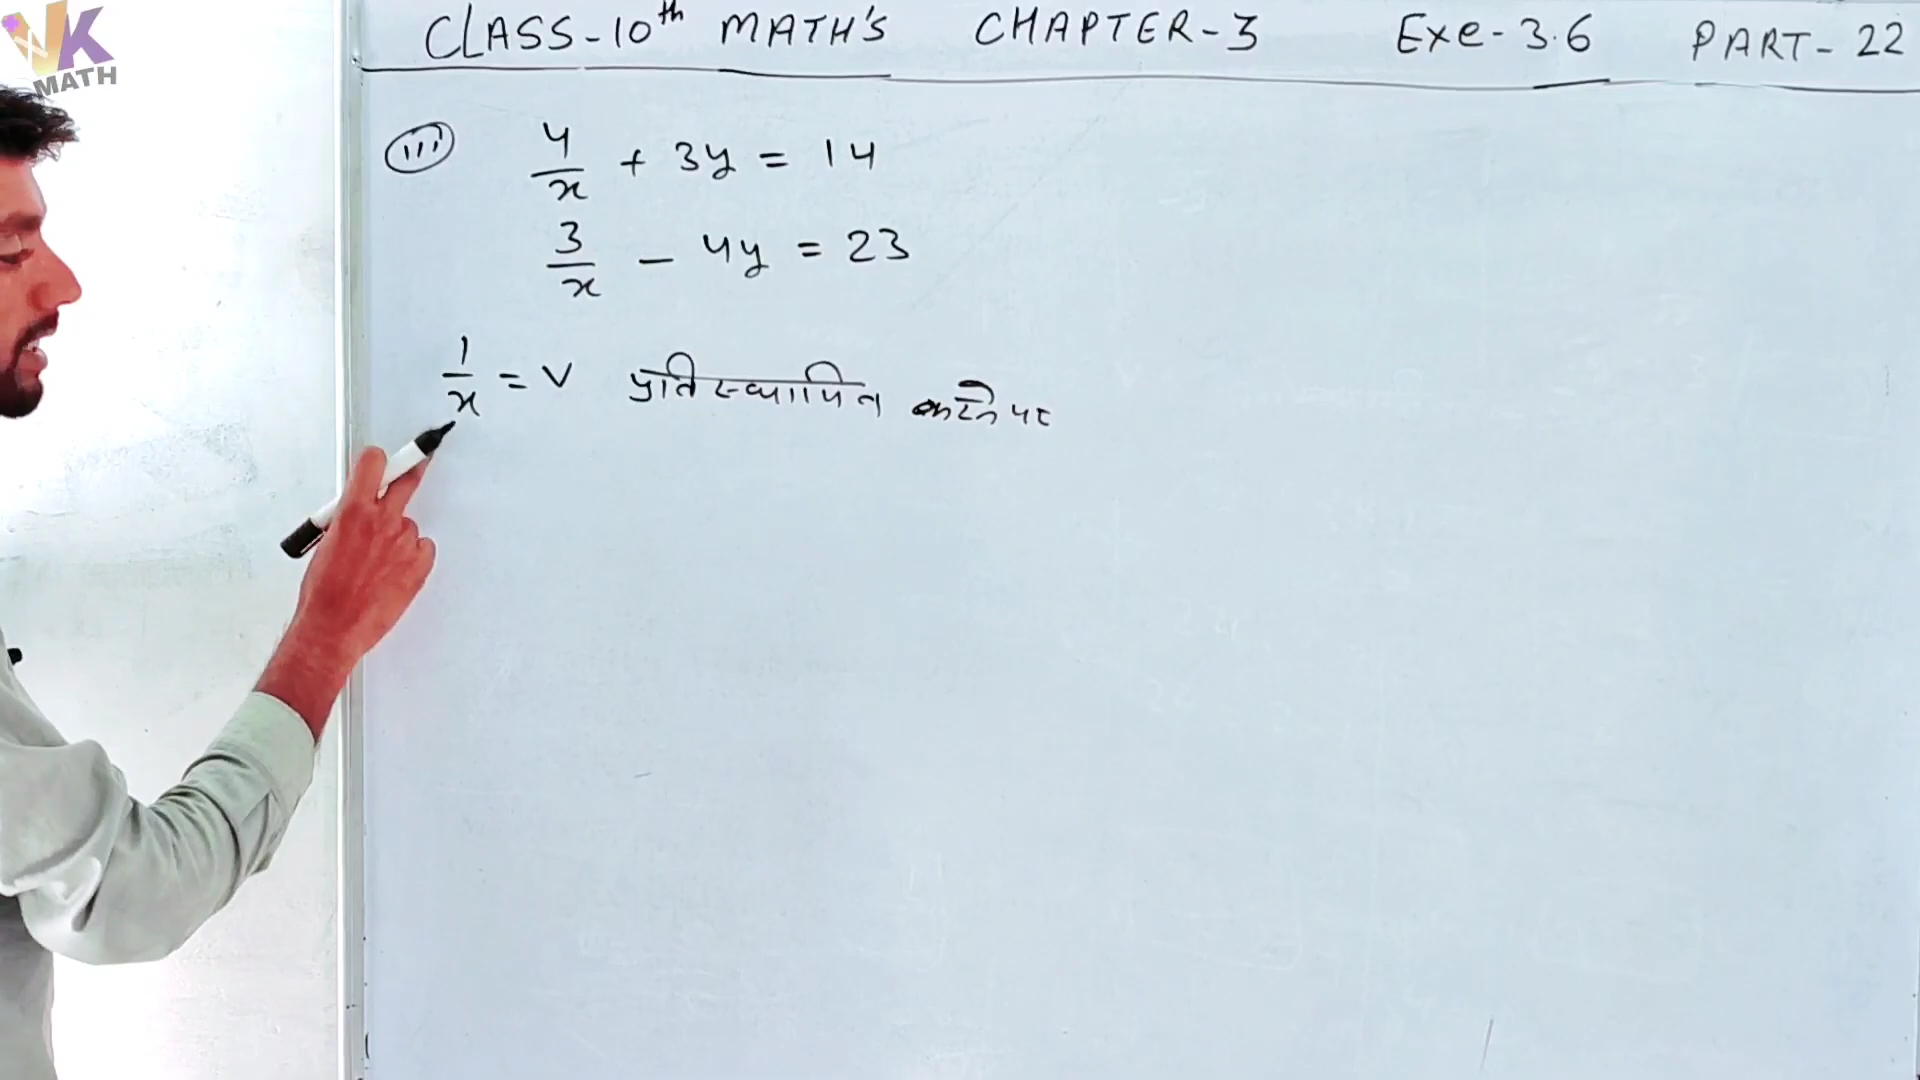 VK
MATH
CLASS-10th MATH'S CHAPTER-3 Exe-3.6 PART-22
(iii) 4/x + 3y = 14
3/x - 4y = 23
1/x = v प्रतिस्थापित करने पर